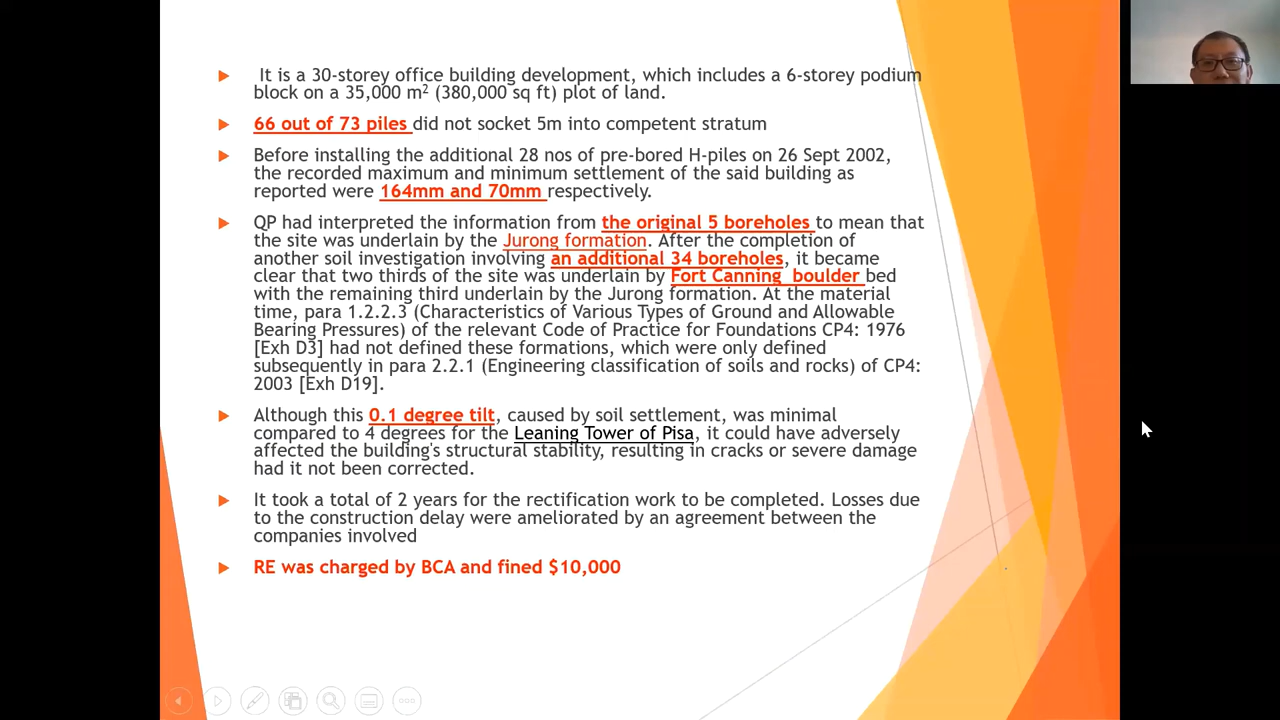 It is a 30-storey office building development, which includes a 6-storey podium
block on a 35,000 m² (380,000 sq ft) plot of land.
66 out of 73 piles did not socket 5m into competent stratum
Before installing the additional 28 nos of pre-bored H-piles on 26 Sept 2002,
the recorded maximum and minimum settlement of the said building as
reported were 164mm and 70mm respectively.
QP had interpreted the information from the original 5 boreholes to mean that
the site was underlain by the Jurong formation. After the completion of
another soil investigation involving an additional 34 boreholes, it became
clear that two thirds of the site was underlain by Fort Canning boulder bed
with the remaining third underlain by the Jurong formation. At the material
time, para 1.2.2.3 (Characteristics of Various Types of Ground and Allowable
Bearing Pressures) of the relevant Code of Practice for Foundations CP4: 1976
[Exh D3] had not defined these formations, which were only defined
subsequently in para 2.2.1 (Engineering classification of soils and rocks) of CP4:
2003 [Exh D19].
Although this 0.1 degree tilt, caused by soil settlement, was minimal
compared to 4 degrees for the Leaning Tower of Pisa, it could have adversely
affected the building's structural stability, resulting in cracks or severe damage
had it not been corrected.
It took a total of 2 years for the rectification work to be completed. Losses due
to the construction delay were ameliorated by an agreement between the
companies involved
RE was charged by BCA and fined $10,000